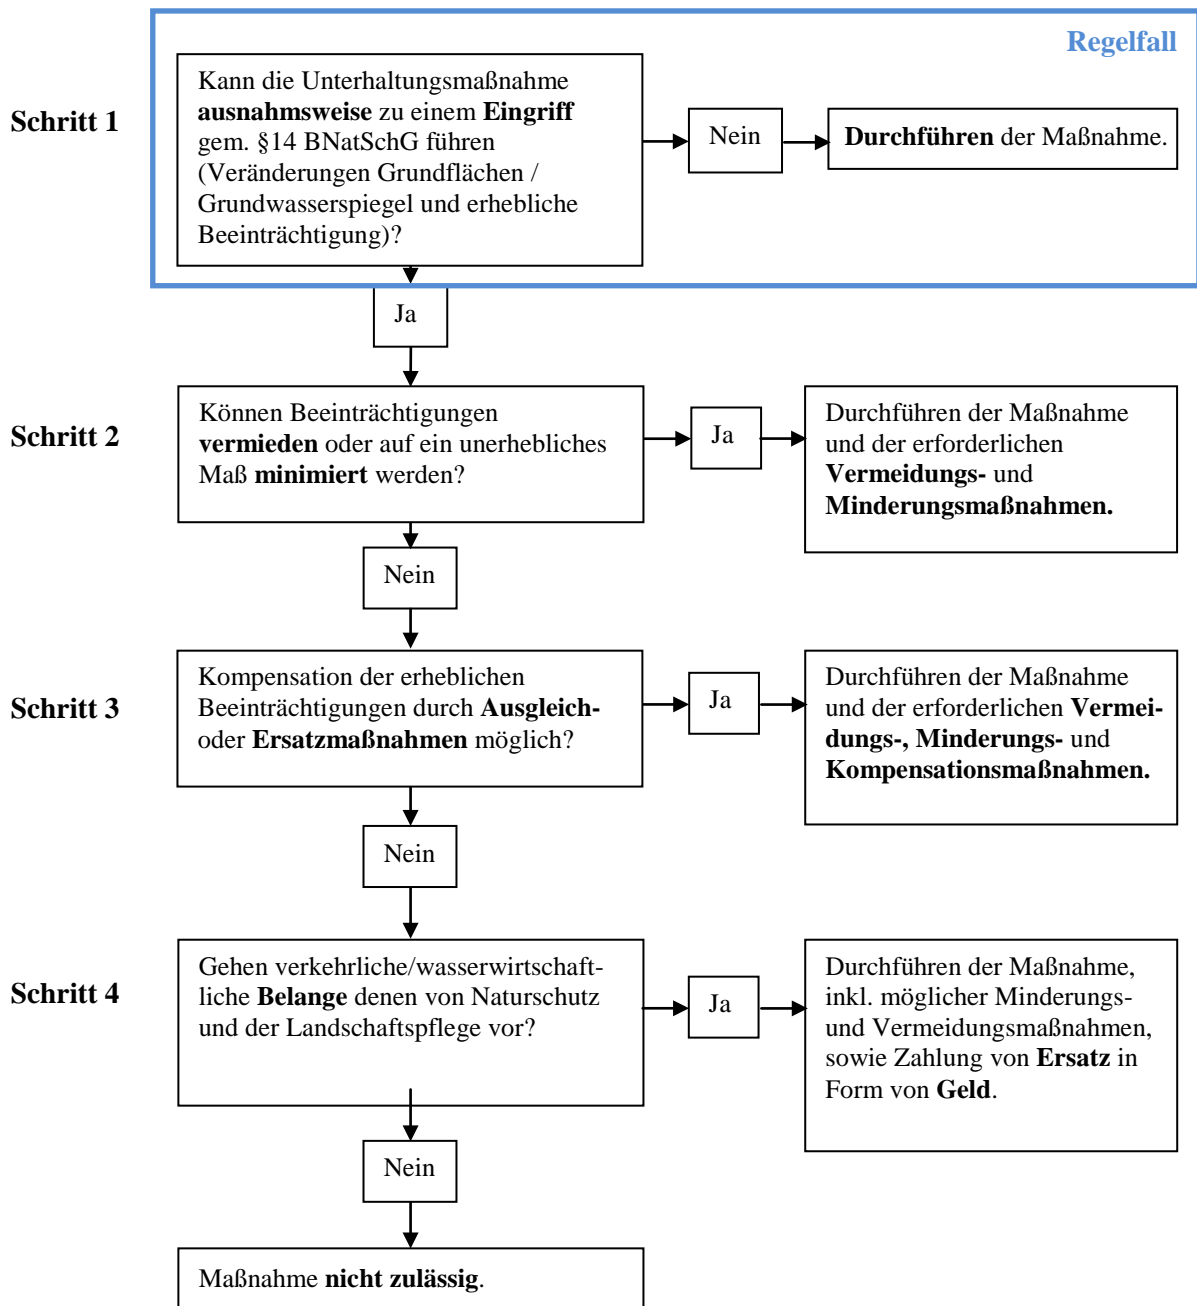 Regelfall
Schritt 1
Kann die Unterhaltungsmaßnahme
ausnahmsweise zu einem Eingriff
gem. §14 BNatSchG führen
(Veränderungen Grundflächen /
Grundwasserspiegel und erhebliche
Beeinträchtigung)?
Nein
Durchführen der Maßnahme.
Ja
Schritt 2
Können Beeinträchtigungen
vermieden oder auf ein unerhebliches
Maß minimiert werden?
Ja
Durchführen der Maßnahme
und der erforderlichen
Vermeidungs- und
Minderungsmaßnahmen.
Nein
Schritt 3
Kompensation der erheblichen
Beeinträchtigungen durch Ausgleich-
oder Ersatzmaßnahmen möglich?
Ja
Durchführen der Maßnahme
und der erforderlichen Vermei-
dungs-, Minderungs- und
Kompensationsmaßnahmen.
Nein
Schritt 4
Gehen verkehrliche/wasserwirtschaft-
liche Belange denen von Naturschutz
und der Landschaftspflege vor?
Ja
Durchführen der Maßnahme,
inkl. möglicher Minderungs-
und Vermeidungsmaßnahmen,
sowie Zahlung von Ersatz in
Form von Geld.
Nein
Maßnahme nicht zulässig.